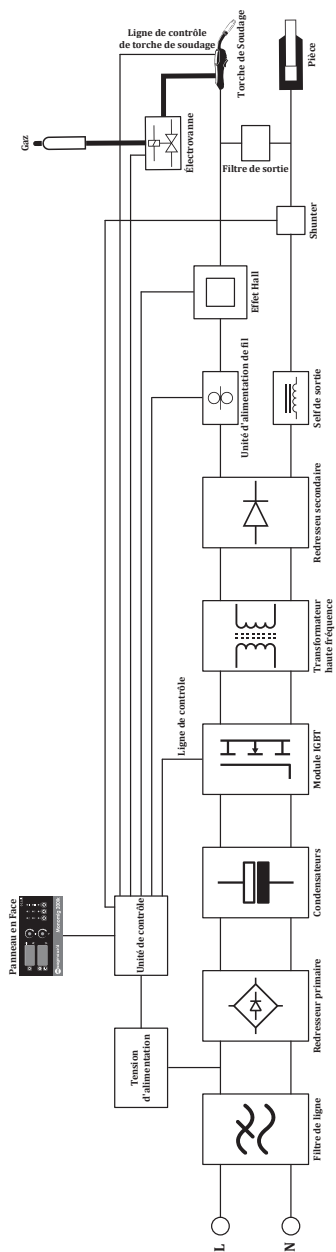 Panneau en Face
Gaz
Ligne de contrôle
de torche de soudage
Électrovanne
Torche de Soudage
Pièce
Filtre de sortie
Shunter
Effet Hall
Unité d'alimentation de fil
Self de sortie
Redresseu secondaire
Transformateur
haute fréquence
Ligne de contrôle
Module IGBT
Condensateurs
Unité de contrôle
Tension
d'alimentation
Redresseur primaire
Filtre de ligne
L
N